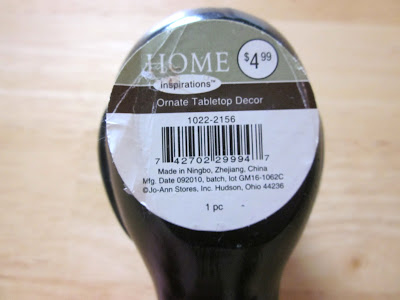 HOME $4.99
inspirations™
Ornate Tabletop Decor
1022-2156
7 42702 29994 7
Made in Ningbo, Zhejiang, China
Mfg. Date 092010, batch, lot GM16-1062C
©Jo-Ann Stores, Inc. Hudson, Ohio 44236
1 pc